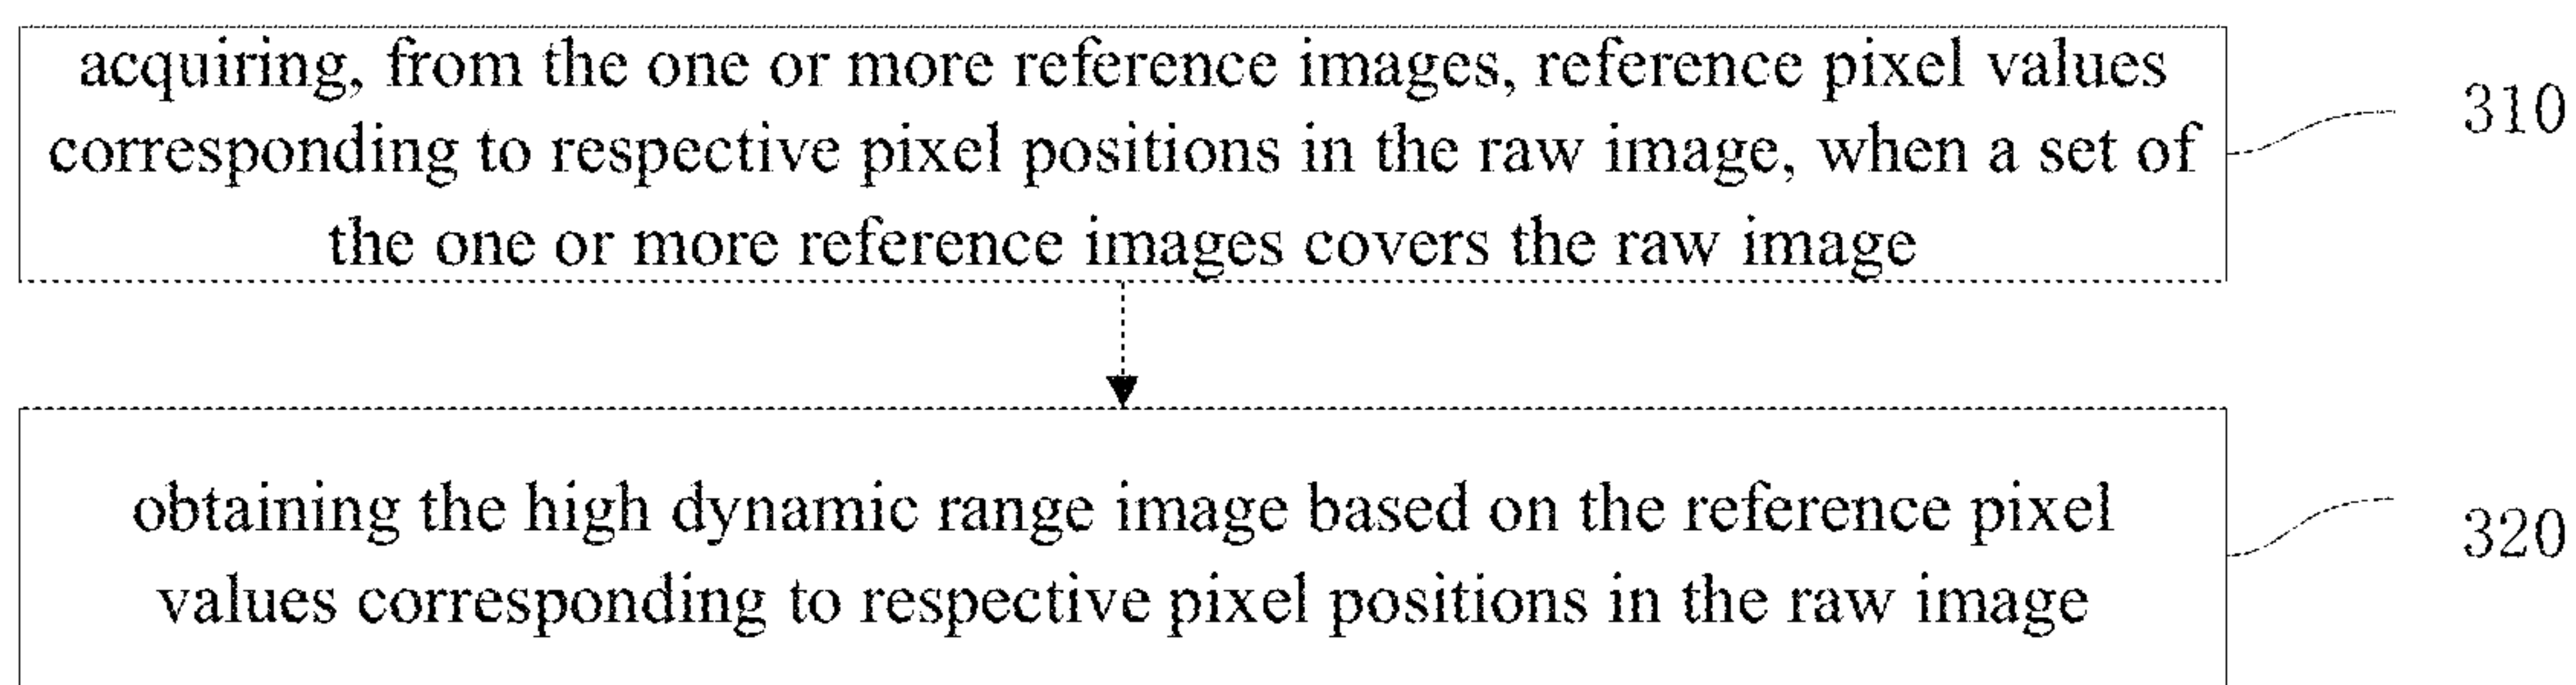 acquiring, from the one or more reference images, reference pixel values
corresponding to respective pixel positions in the raw image, when a set of
the one or more reference images covers the raw image
310
obtaining the high dynamic range image based on the reference pixel
values corresponding to respective pixel positions in the raw image
320